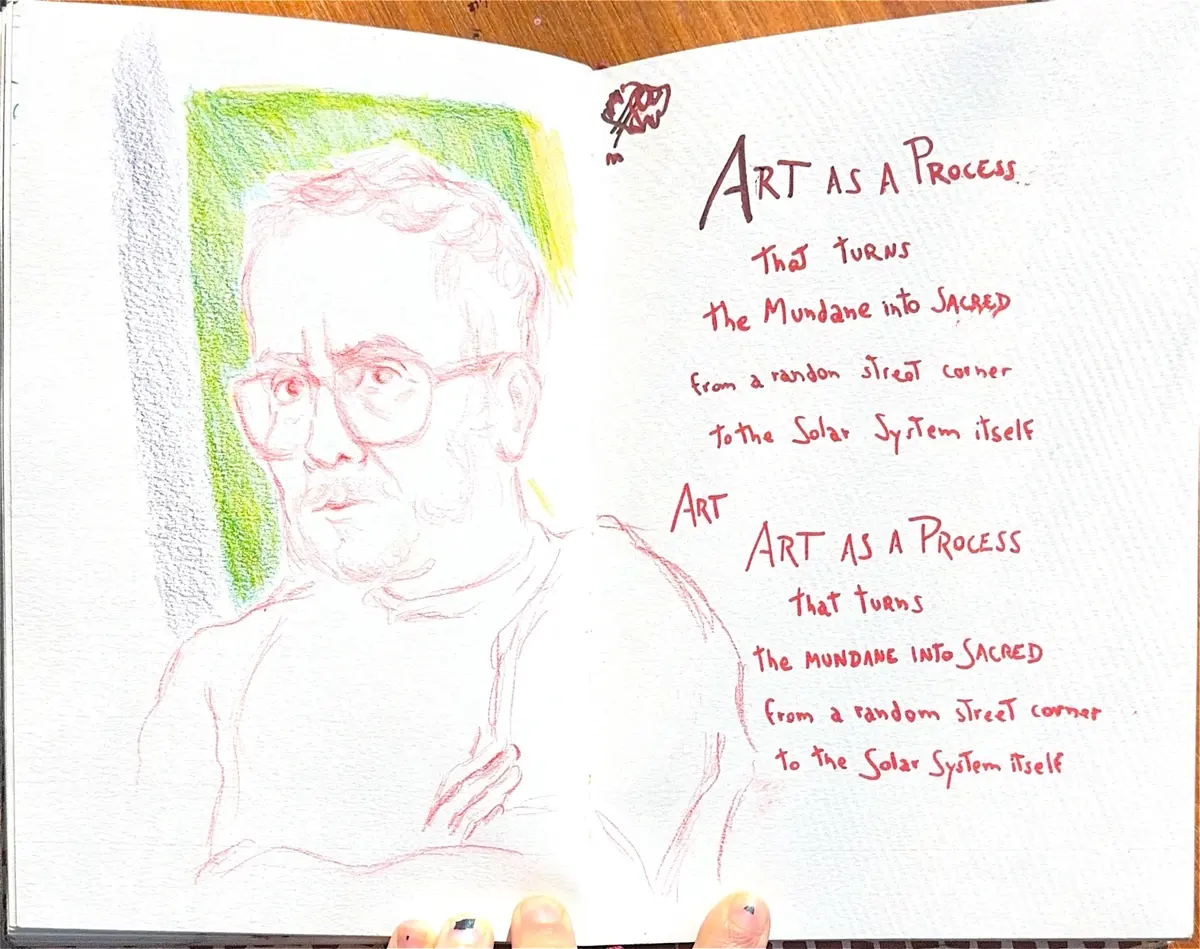 ART AS A PROCESS
that TURNS
the Mundane into SACRED
from a randon street corner
to the Solar System itself
ART
ART AS A PROCESS
that turns
the MUNDANE INTO SACRED
from a random street corner
to the Solar System itself